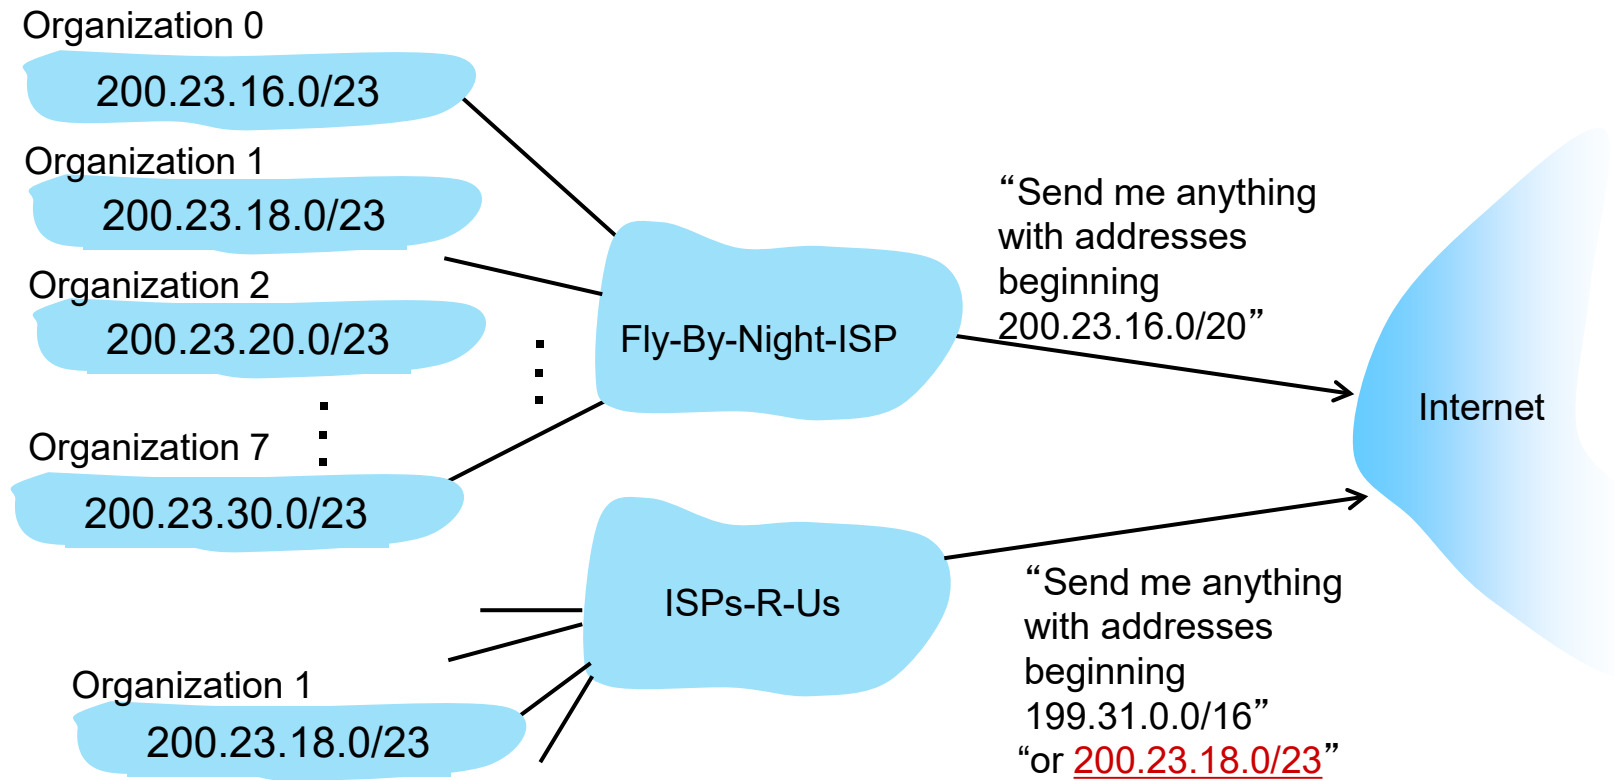 Organization 0
200.23.16.0/23
Organization 1
200.23.18.0/23
Organization 2
200.23.20.0/23
Organization 7
200.23.30.0/23
Fly-By-Night-ISP
“Send me anything
with addresses
beginning
200.23.16.0/20”
Internet
ISPs-R-Us
Organization 1
200.23.18.0/23
“Send me anything
with addresses
beginning
199.31.0.0/16”
“or 200.23.18.0/23”